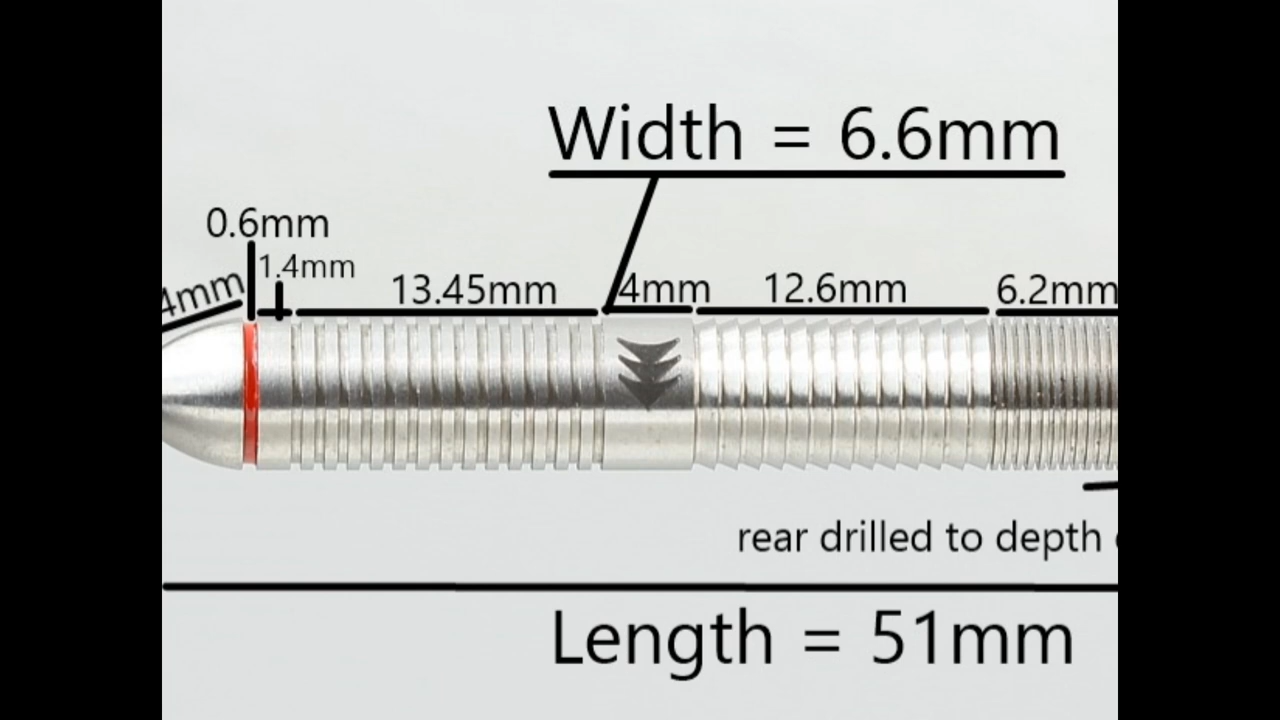 Width = 6.6mm
0.6mm
1.4mm
4mm
13.45mm
4mm
12.6mm
6.2mm
rear drilled to depth
Length = 51mm